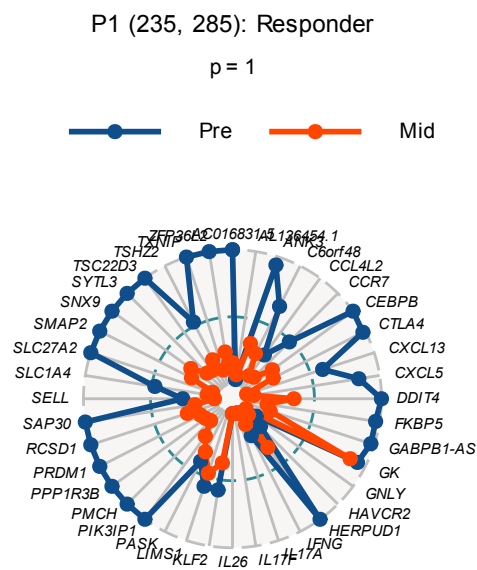 P1 (235, 285): Responder
p = 1
Pre
Mid
AC016831.5
AL136454.1
ANK3
C6orf48
CCL4L2
CCR7
CEBPB
CTLA4
CXCL13
CXCL5
DDIT4
FKBP5
GABPB1-AS
GK
GNLY
HAVCR2
HERPUD1
IFNG
IL17A
IL17F
IL26
KLF2
LIMS1
PASK
PIK3IP1
PMCH
PPP1R3B
PRDM1
RCSD1
SAP30
SELL
SLC1A4
SLC27A2
SMAP2
SNX9
SYTL3
TSC22D3
TSHZ2
TXNIP
ZFP36L2